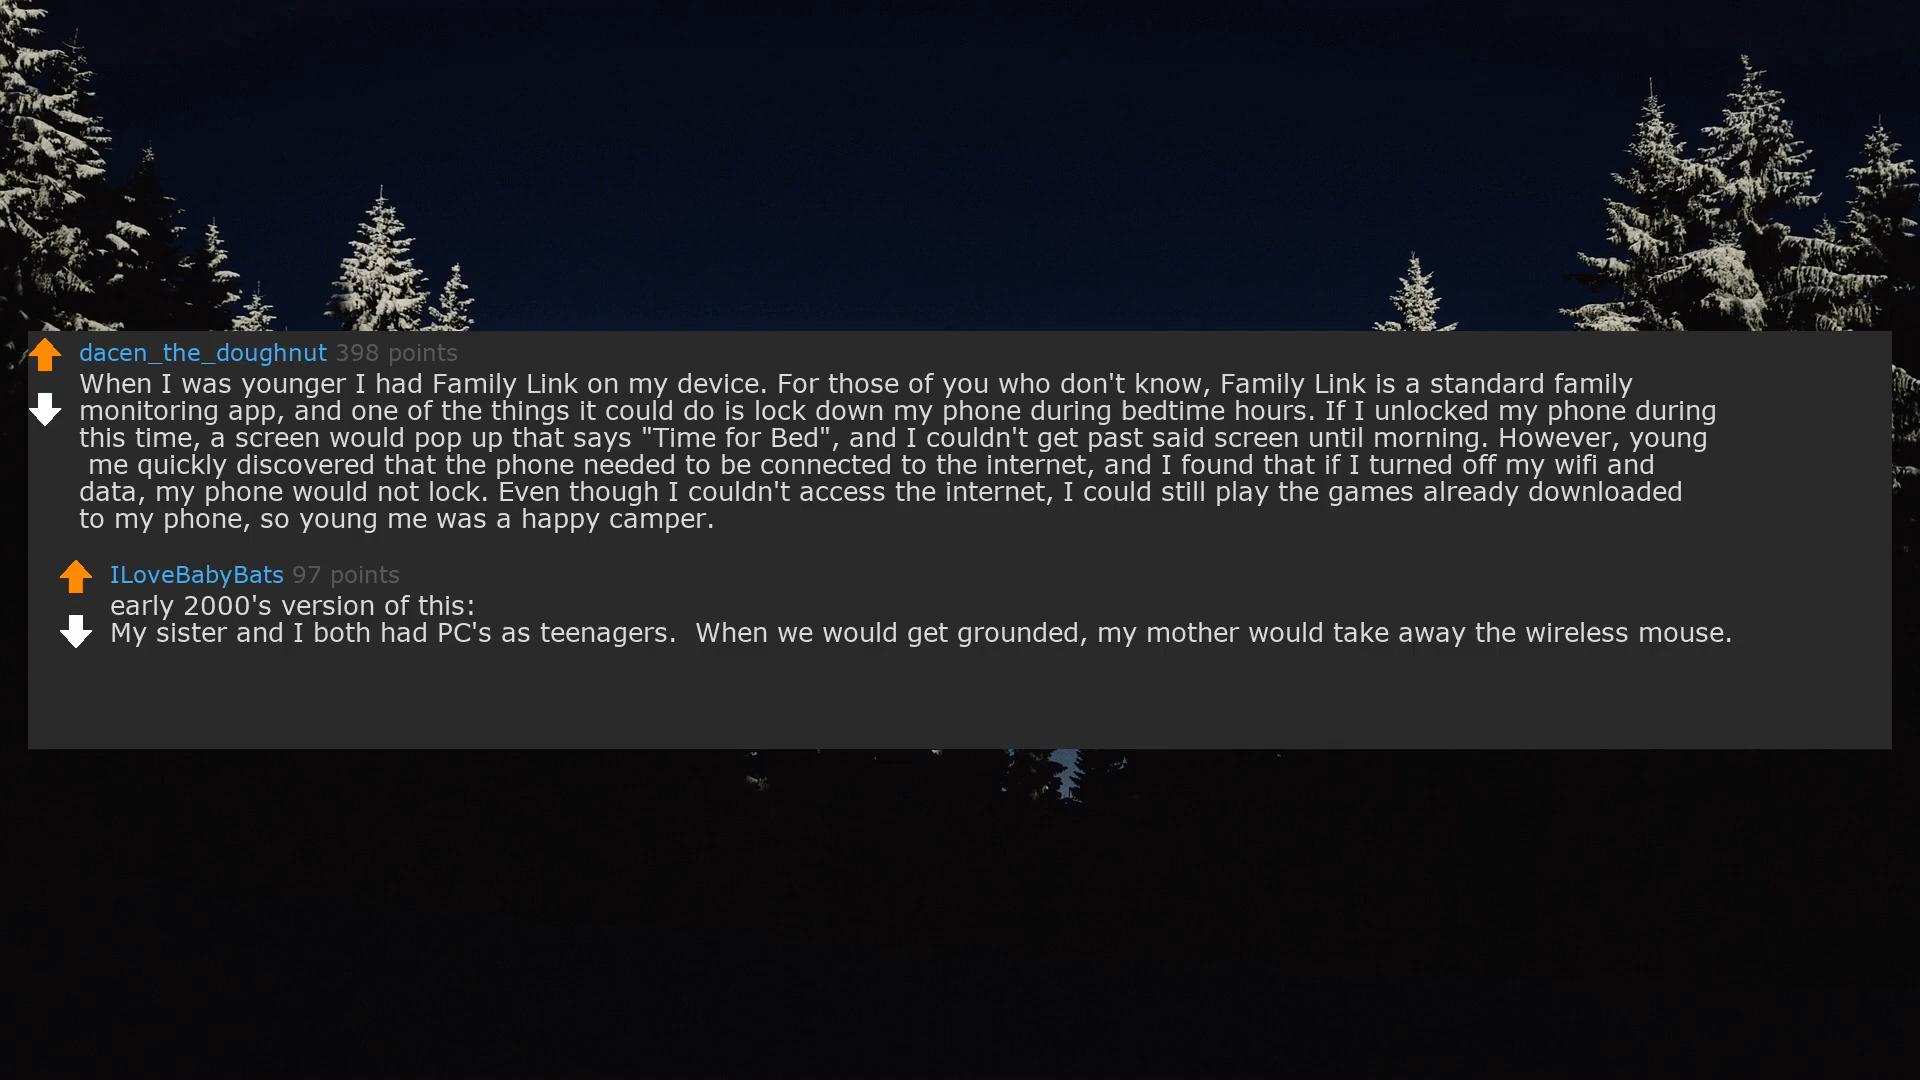 dacen_the_doughnut 398 points
When I was younger I had Family Link on my device. For those of you who don't know, Family Link is a standard family
monitoring app, and one of the things it could do is lock down my phone during bedtime hours. If I unlocked my phone during
this time, a screen would pop up that says "Time for Bed", and I couldn't get past said screen until morning. However, young
me quickly discovered that the phone needed to be connected to the internet, and I found that if I turned off my wifi and
data, my phone would not lock. Even though I couldn't access the internet, I could still play the games already downloaded
to my phone, so young me was a happy camper.
ILoveBabyBats 97 points
early 2000's version of this:
My sister and I both had PC's as teenagers.  When we would get grounded, my mother would take away the wireless mouse.